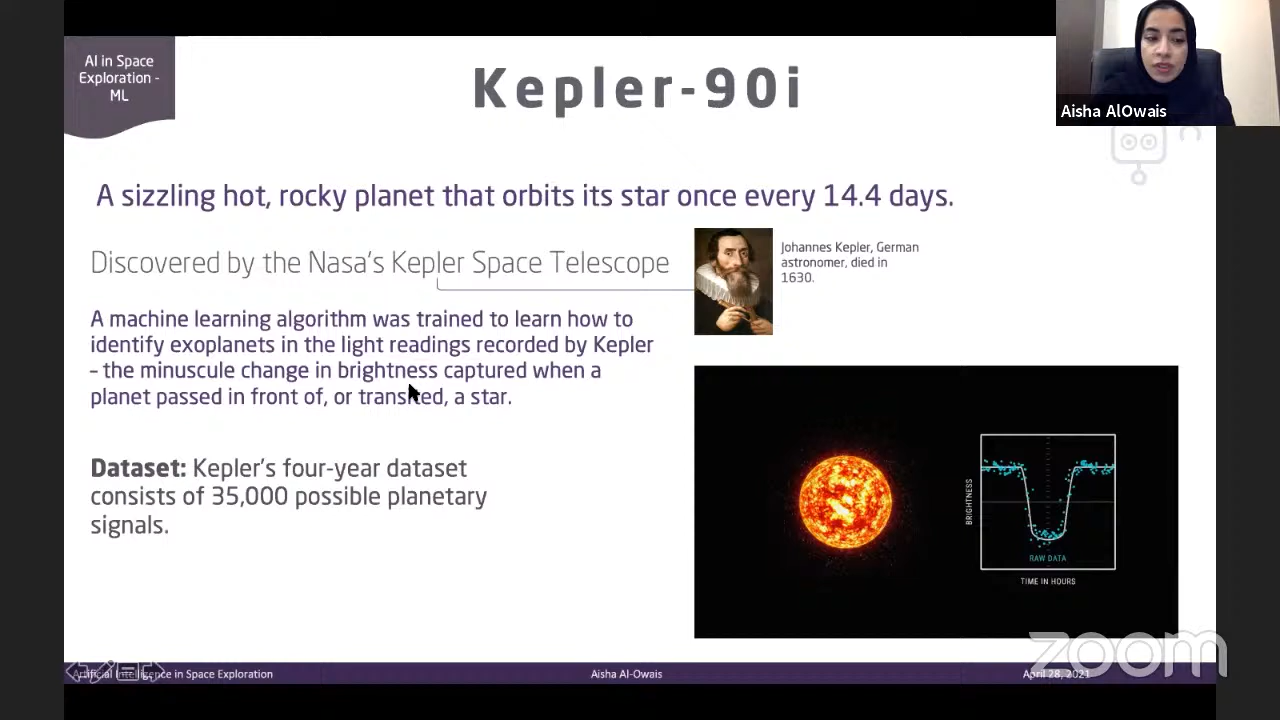 AI in Space
Exploration -
ML
Kepler-90i
Aisha AlOwais
A sizzling hot, rocky planet that orbits its star once every 14.4 days.
Discovered by the Nasa's Kepler Space Telescope
Johannes Kepler, German
astronomer, died in
1630.
A machine learning algorithm was trained to learn how to
identify exoplanets in the light readings recorded by Kepler
– the minuscule change in brightness captured when a
planet passed in front of, or transited, a star.
Dataset: Kepler's four-year dataset
consists of 35,000 possible planetary
signals.
BRIGHTNESS
RAW DATA
TIME IN HOURS
zoom
Artificial Intelligence in Space Exploration
Aisha Al-Owais
April 28, 2021